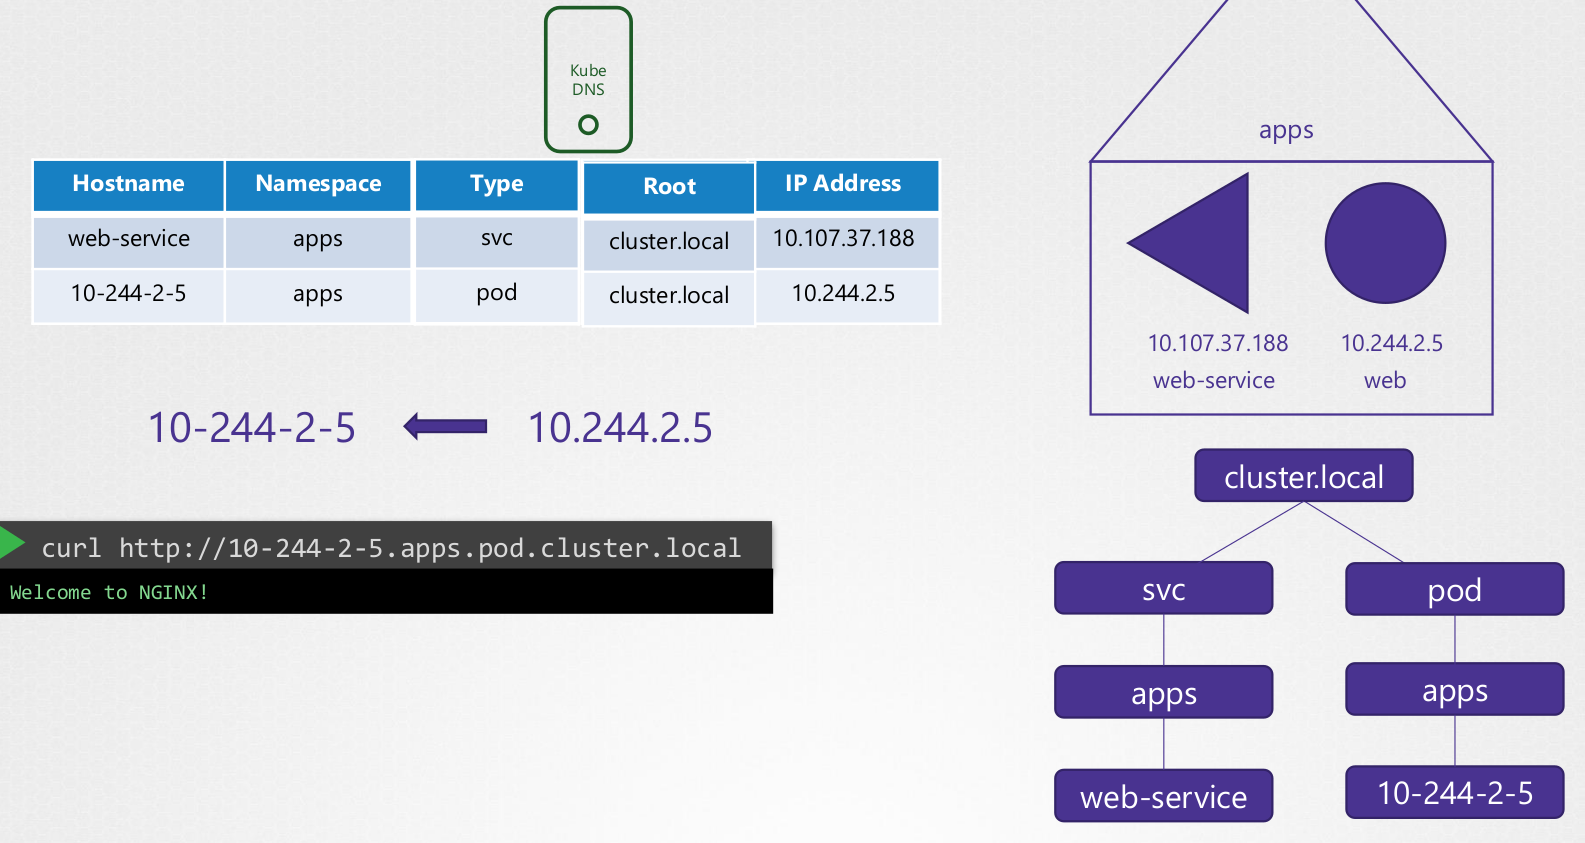 Kube
DNS
Hostname Namespace Type Root IP Address
web-service apps svc cluster.local 10.107.37.188
10-244-2-5 apps pod cluster.local 10.244.2.5
10-244-2-5 10.244.2.5
curl http://10-244-2-5.apps.pod.cluster.local
Welcome to NGINX!
apps
10.107.37.188 10.244.2.5
web-service web
cluster.local
svc pod
apps apps
web-service 10-244-2-5